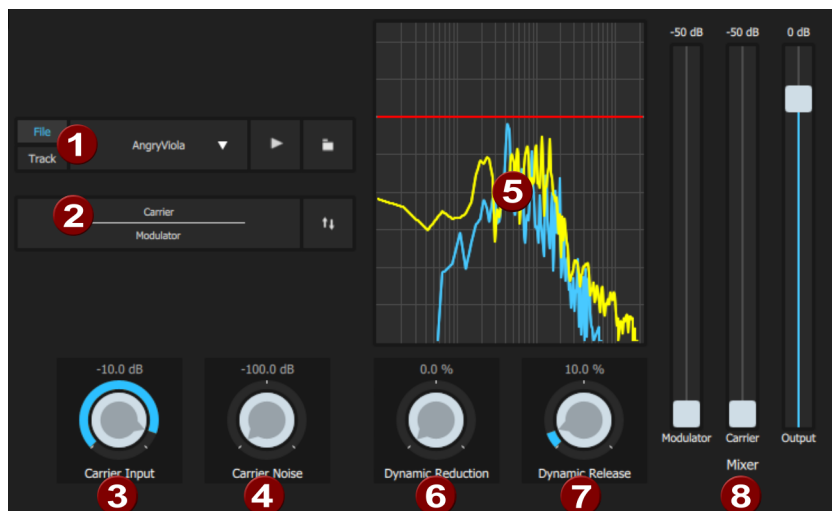 -50 dB -50 dB 0 dB
File
1
AngryViola
Track
2
Carrier
Modulator
5
-10.0 dB
-100.0 dB
0.0 %
10.0 %
Modulator Carrier Output
Carrier Input
Carrier Noise
Dynamic Reduction
Dynamic Release
Mixer
3
4
6
7
8